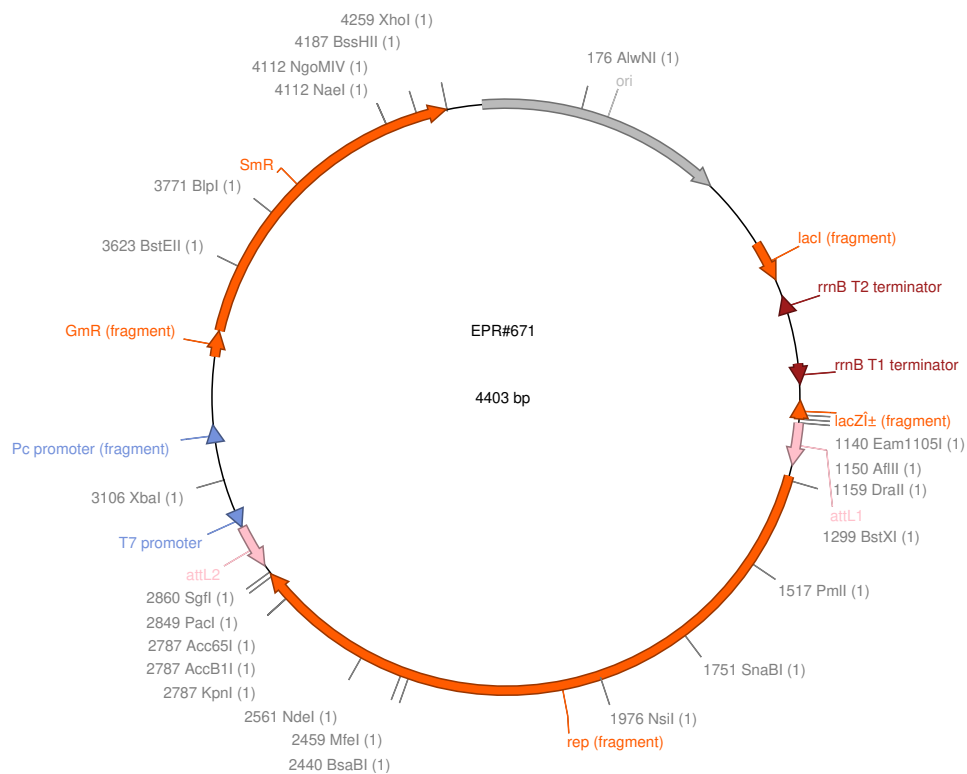 4259 XhoI (1)
4187 BssHII (1)
4112 NgoMIV (1)
4112 NaeI (1)
176 AlwNI (1)
ori
SmR
3771 BlpI (1)
3623 BstEII (1)
GmR (fragment)
Pc promoter (fragment)
3106 XbaI (1)
T7 promoter
attL2
2860 SgfI (1)
2849 PacI (1)
2787 Acc65I (1)
2787 AccB1I (1)
2787 KpnI (1)
2561 NdeI (1)
2459 MfeI (1)
2440 BsaBI (1)
EPR#671
4403 bp
lacI (fragment)
rrnB T2 terminator
rrnB T1 terminator
lacZÎ± (fragment)
1140 Eam1105I (1)
1150 AflII (1)
1159 DraII (1)
attL1
1299 BstXI (1)
1517 PmlI (1)
1751 SnaBI (1)
1976 NsiI (1)
rep (fragment)